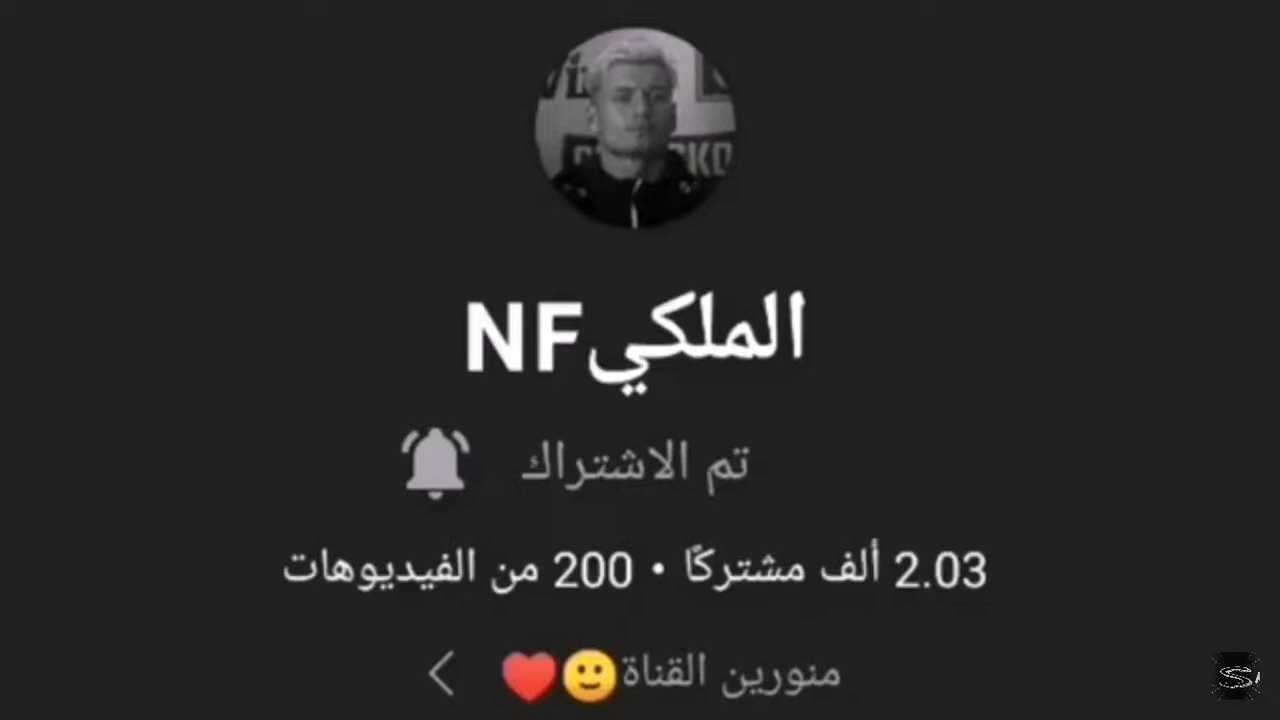 الملكيNF
تم الاشتراك
2.03 ألف مشتركًا • 200 من الفيديوهات
منورين القناة🙂❤️